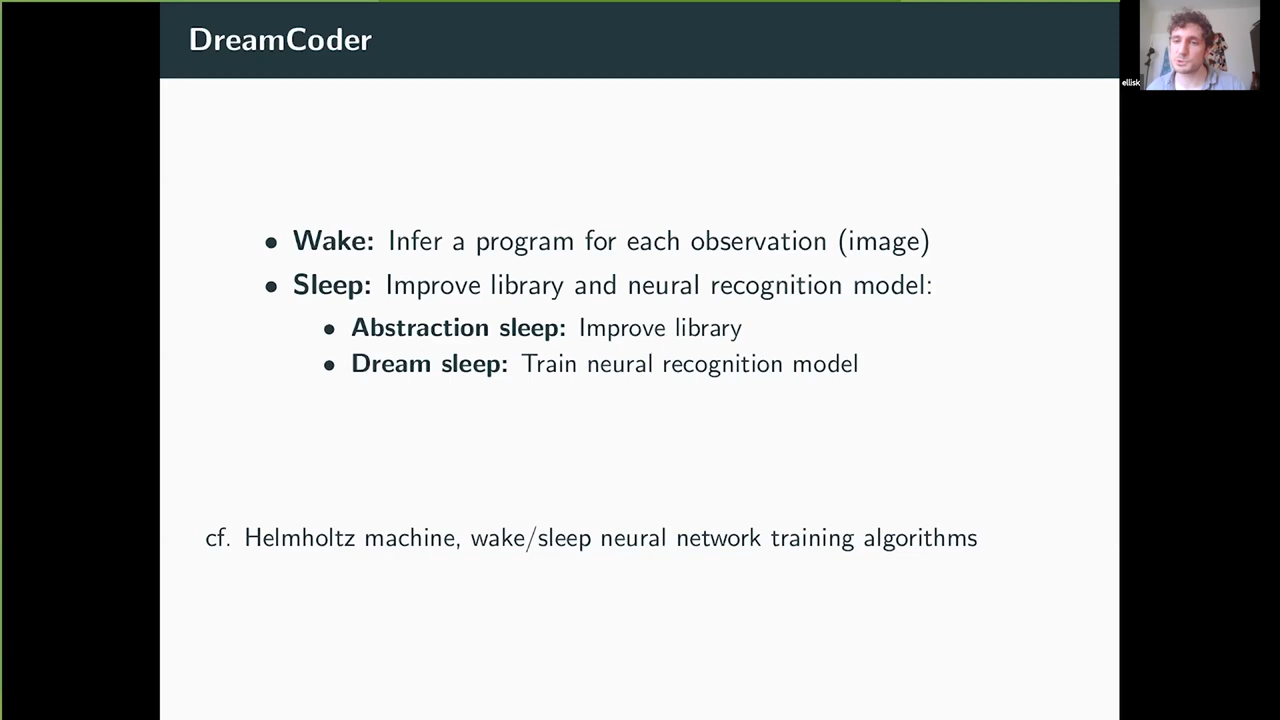 DreamCoder
ellisk
• Wake: Infer a program for each observation (image)
• Sleep: Improve library and neural recognition model:
• Abstraction sleep: Improve library
• Dream sleep: Train neural recognition model
cf. Helmholtz machine, wake/sleep neural network training algorithms